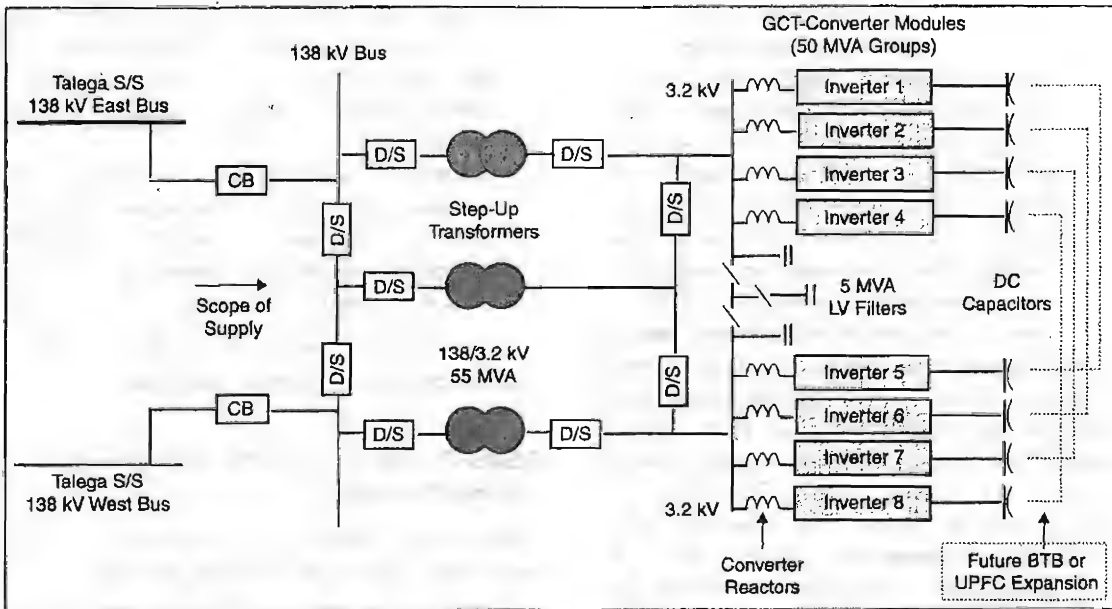 GCT-Converter Modules
(50 MVA Groups)
138 kV Bus
Talega S/S
138 kV East Bus
3.2 kV
Inverter 1
Inverter 2
Inverter 3
Inverter 4
D/S
D/S
CB
D/S
D/S
Step-Up
Transformers
Scope of
Supply
D/S
5 MVA
LV Filters
DC
Capacitors
138/3.2 kV
55 MVA
D/S
D/S
CB
D/S
D/S
Inverter 5
Inverter 6
Inverter 7
Inverter 8
Talega S/S
138 kV West Bus
3.2 kV
Converter
Reactors
Future BTB or
UPFC Expansion